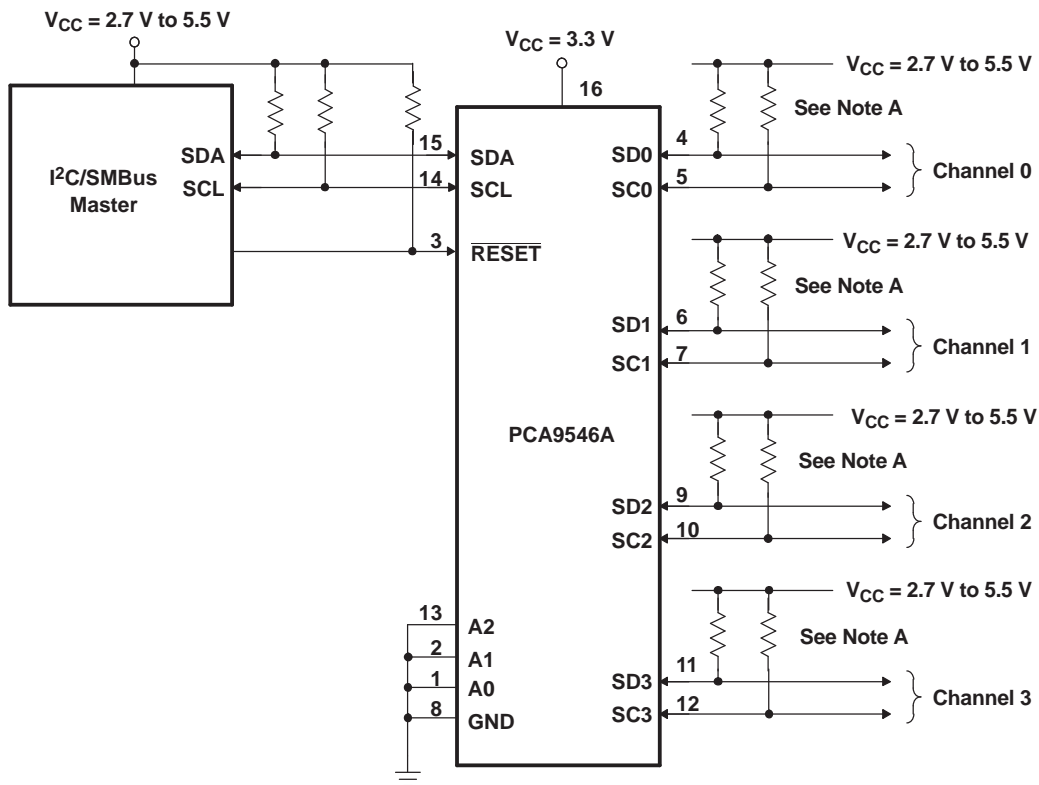 V_CC = 2.7 V to 5.5 V
V_CC = 3.3 V
16
I²C/SMBus
Master
SDA
SCL
15
14
3
SDA
SCL
RESET
PCA9546A
13
2
1
8
A2
A1
A0
GND
V_CC = 2.7 V to 5.5 V
See Note A
SD0
4
SC0
5
Channel 0
V_CC = 2.7 V to 5.5 V
See Note A
SD1
6
SC1
7
Channel 1
V_CC = 2.7 V to 5.5 V
See Note A
SD2
9
SC2
10
Channel 2
V_CC = 2.7 V to 5.5 V
See Note A
SD3
11
SC3
12
Channel 3